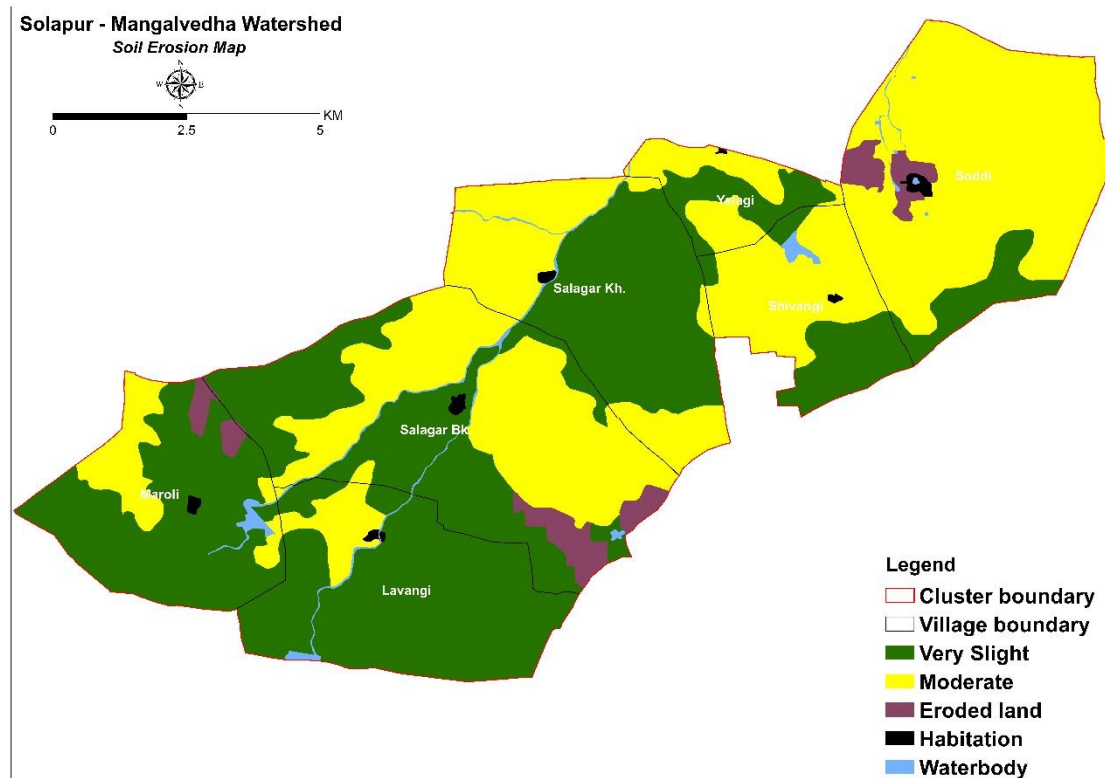 Solapur - Mangalvedha Watershed
Soil Erosion Map
W E
KM
0 2.5 5
Soddi
Yelagi
Salagar Kh.
Shivangi
Salagar Bk
Maroli
Lavangi
Legend
Cluster boundary
Village boundary
Very Slight
Moderate
Eroded land
Habitation
Waterbody